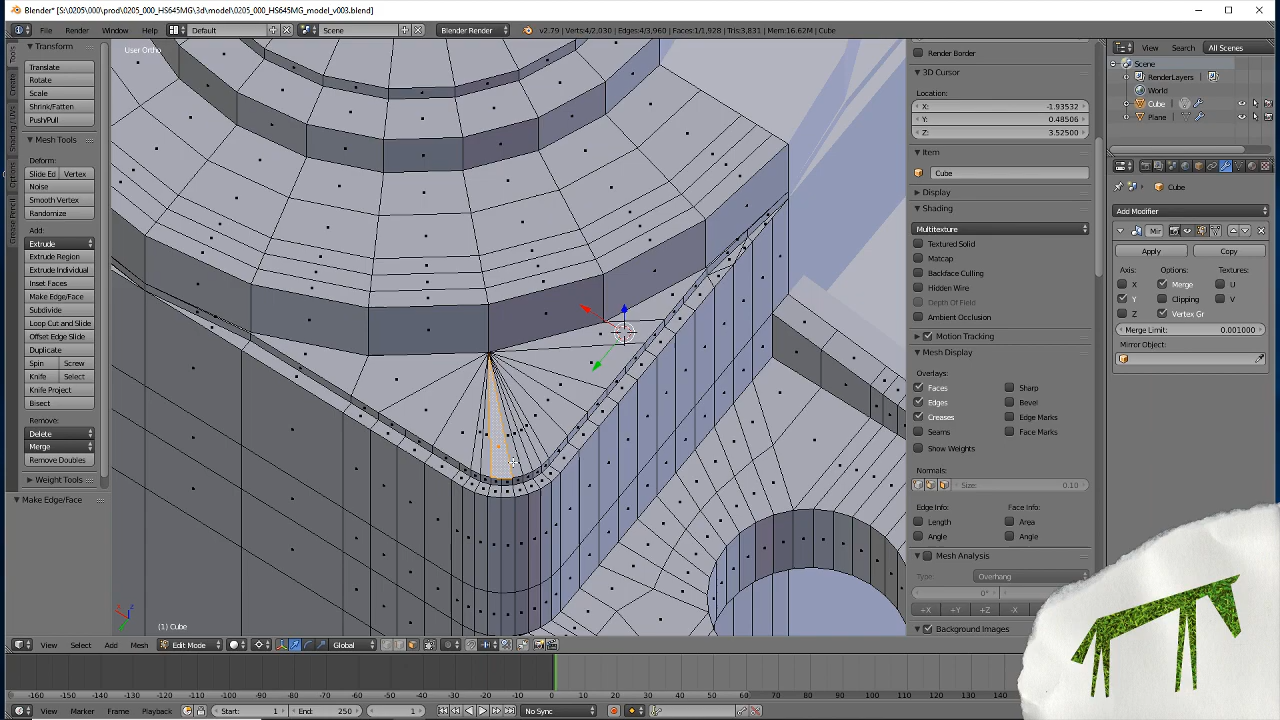 Blender* [S:\0205\000\prod\0205_000_HS645MG\3d\model\0205_000_HS645MG_model_v003.blend]
File Render Window Help Default Scene Blender Render v2.79 | Verts:4/2,030 | Edges:4/3,960 | Faces:1/1,928 | Tris:3,831 | Mem:16.62M | Cube
View Search All Scenes
Tools
Create
Shading / UVs
Options
Grease Pencil
Transform
Translate
Rotate
Scale
Shrink/Fatten
Push/Pull
Mesh Tools
Deform:
Slide Ed Vertex
Noise
Smooth Vertex
Randomize
Add:
Extrude
Extrude Region
Extrude Individual
Inset Faces
Make Edge/Face
Subdivide
Loop Cut and Slide
Offset Edge Slide
Duplicate
Spin Screw
Knife Select
Knife Project
Bisect
Remove:
Delete
Merge
Remove Doubles
Weight Tools
Make Edge/Face
User Ortho
(1) Cube
Render Border
3D Cursor
Location:
X: -1.93532
Y: 0.48506
Z: 3.52500
Item
Cube
Display
Shading
Multitexture
Textured Solid
Matcap
Backface Culling
Hidden Wire
Depth Of Field
Ambient Occlusion
Motion Tracking
Mesh Display
Overlays:
Faces Sharp
Edges Bevel
Creases Edge Marks
Seams Face Marks
Show Weights
Normals:
Size: 0.10
Edge Info: Face Info:
Length Area
Angle Angle
Mesh Analysis
Type: Overhang
0°
+X +Y +Z -X
Background Images
Scene
RenderLayers
World
Cube
Plane
Cube
Add Modifier
Mir
Apply Copy
Axis: Options: Textures:
X Merge U
Y Clipping V
Z Vertex Gr
Merge Limit: 0.001000
Mirror Object:
View Select Add Mesh Edit Mode Global
-160 -150 -140 -130 -120 -110 -100 -90 -80 -70 -60 -50 -40 -30 -20 -10 0 10 20 30 40 50 60 70 80 90 100 110 120 130
View Marker Frame Playback Start: 1 End: 250 1 No Sync